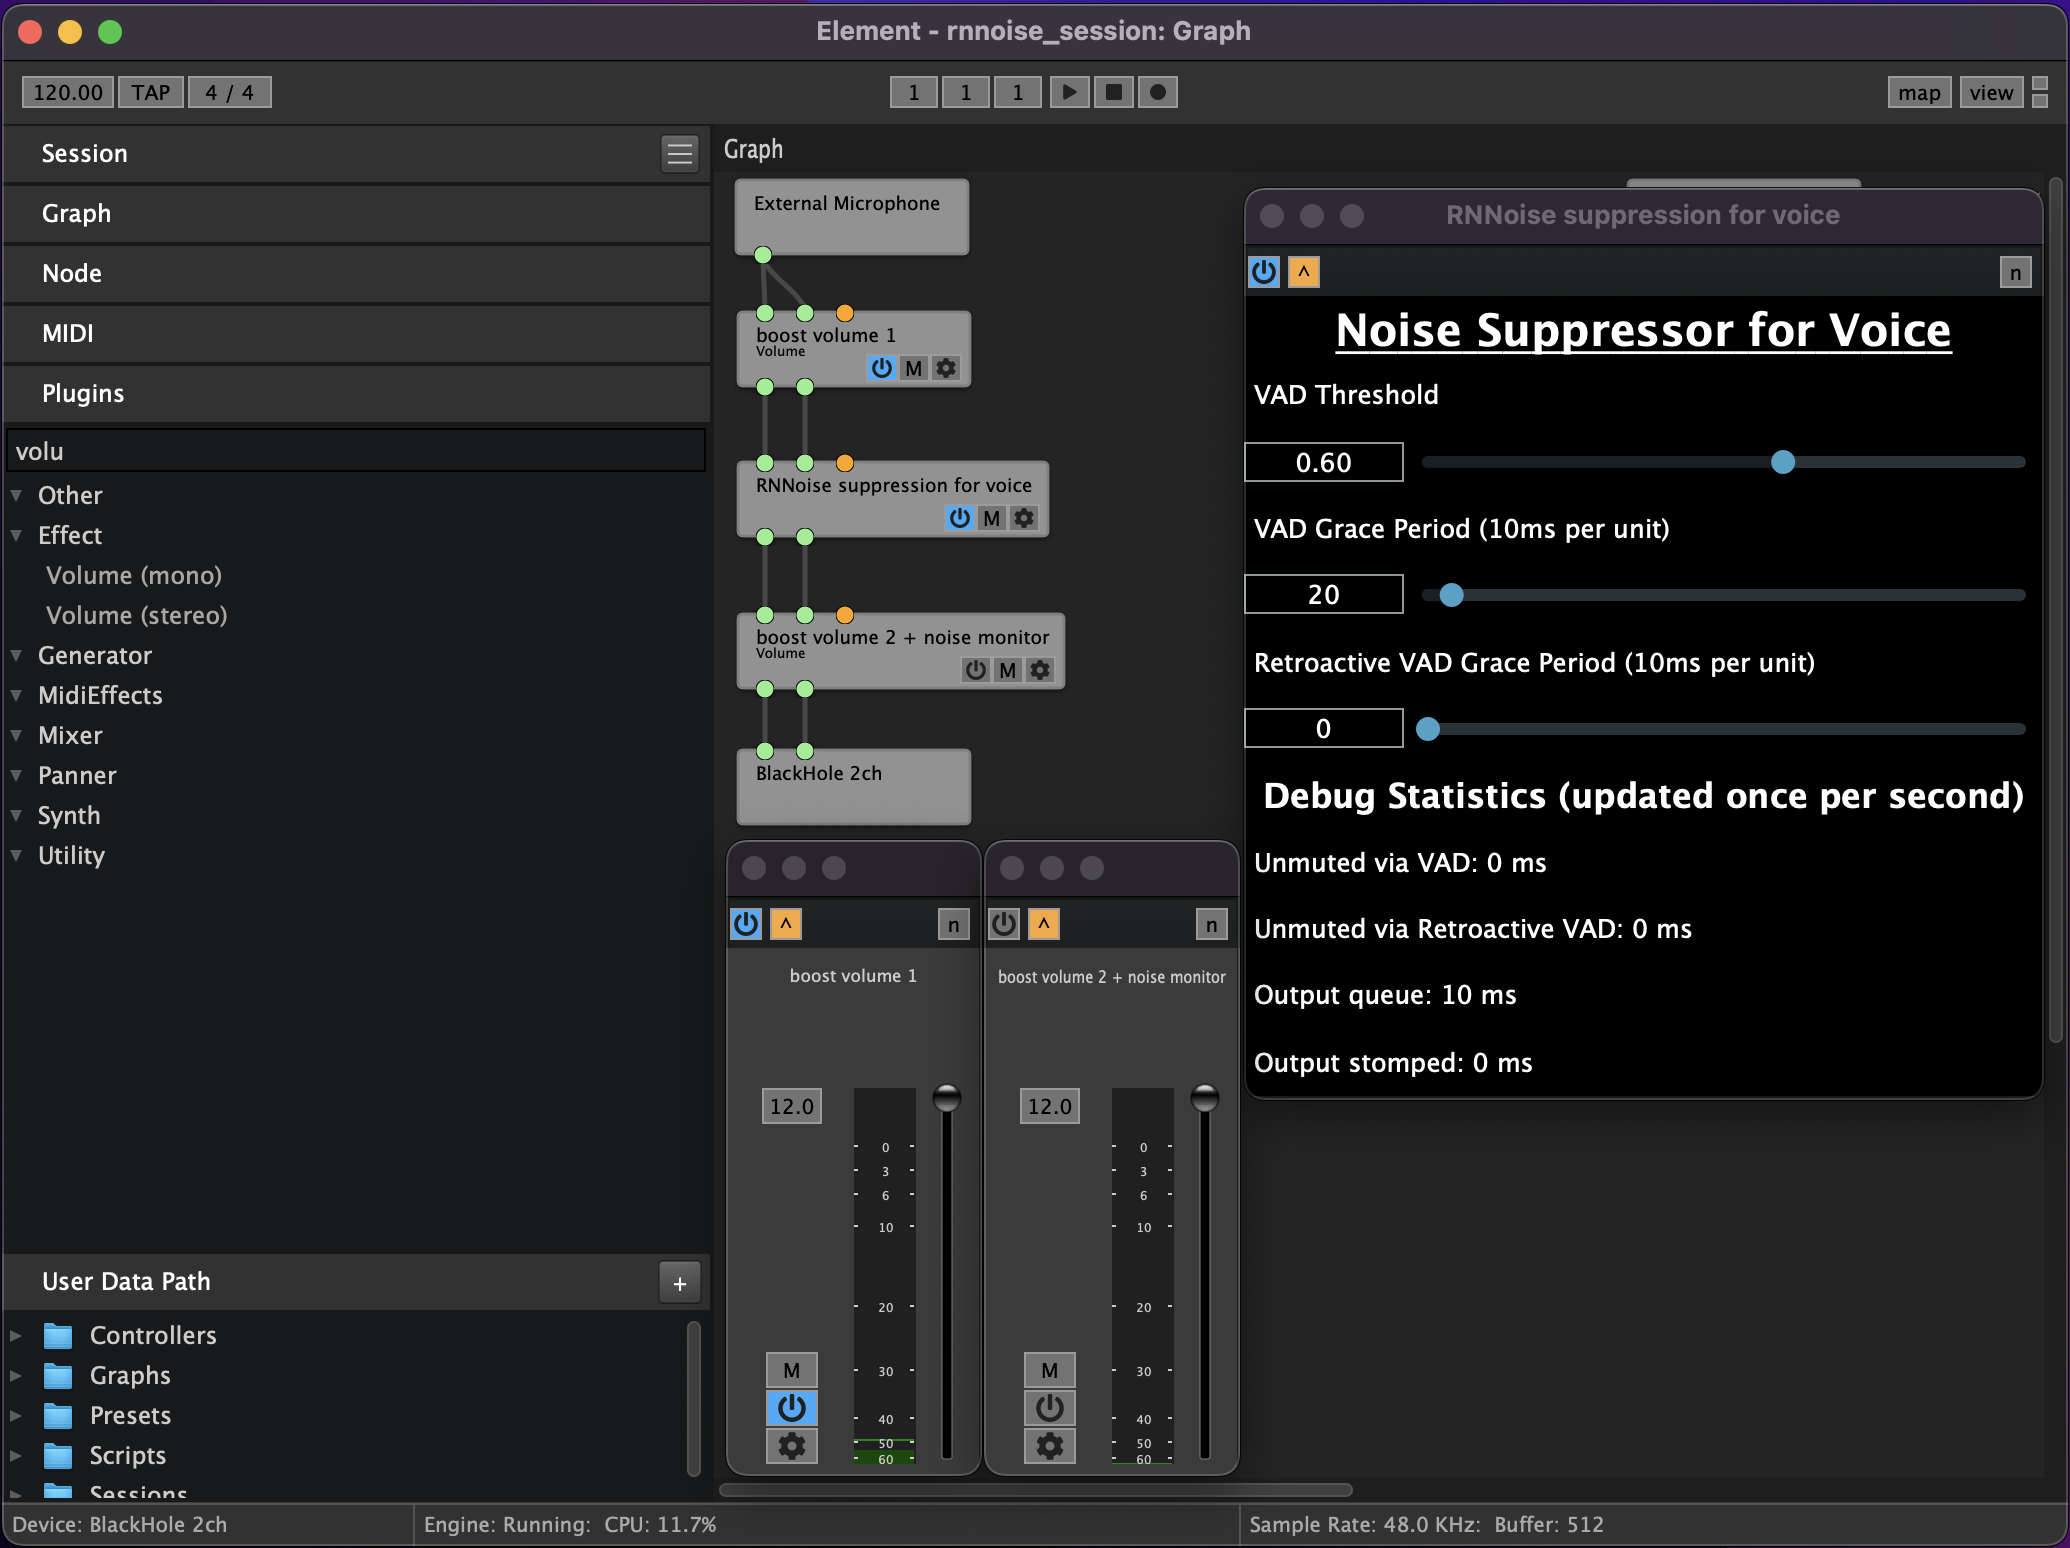 Element - rnnoise_session: Graph
120.00 TAP 4 / 4
1 1 1
map view
Session
Graph
Node
MIDI
Plugins
volu
Other
Effect
Volume (mono)
Volume (stereo)
Generator
MidiEffects
Mixer
Panner
Synth
Utility
User Data Path +
Controllers
Graphs
Presets
Scripts
Sessions
Graph
External Microphone
boost volume 1
Volume
M
RNNoise suppression for voice
M
boost volume 2 + noise monitor
Volume
M
BlackHole 2ch
^ n
boost volume 1
12.0
0
3
6
10
20
30
40
50
60
M
^ n
boost volume 2 + noise monitor
12.0
0
3
6
10
20
30
40
50
60
M
RNNoise suppression for voice
^ n
Noise Suppressor for Voice
VAD Threshold
0.60
VAD Grace Period (10ms per unit)
20
Retroactive VAD Grace Period (10ms per unit)
0
Debug Statistics (updated once per second)
Unmuted via VAD: 0 ms
Unmuted via Retroactive VAD: 0 ms
Output queue: 10 ms
Output stomped: 0 ms
Device: BlackHole 2ch
Engine: Running: CPU: 11.7%
Sample Rate: 48.0 KHz: Buffer: 512